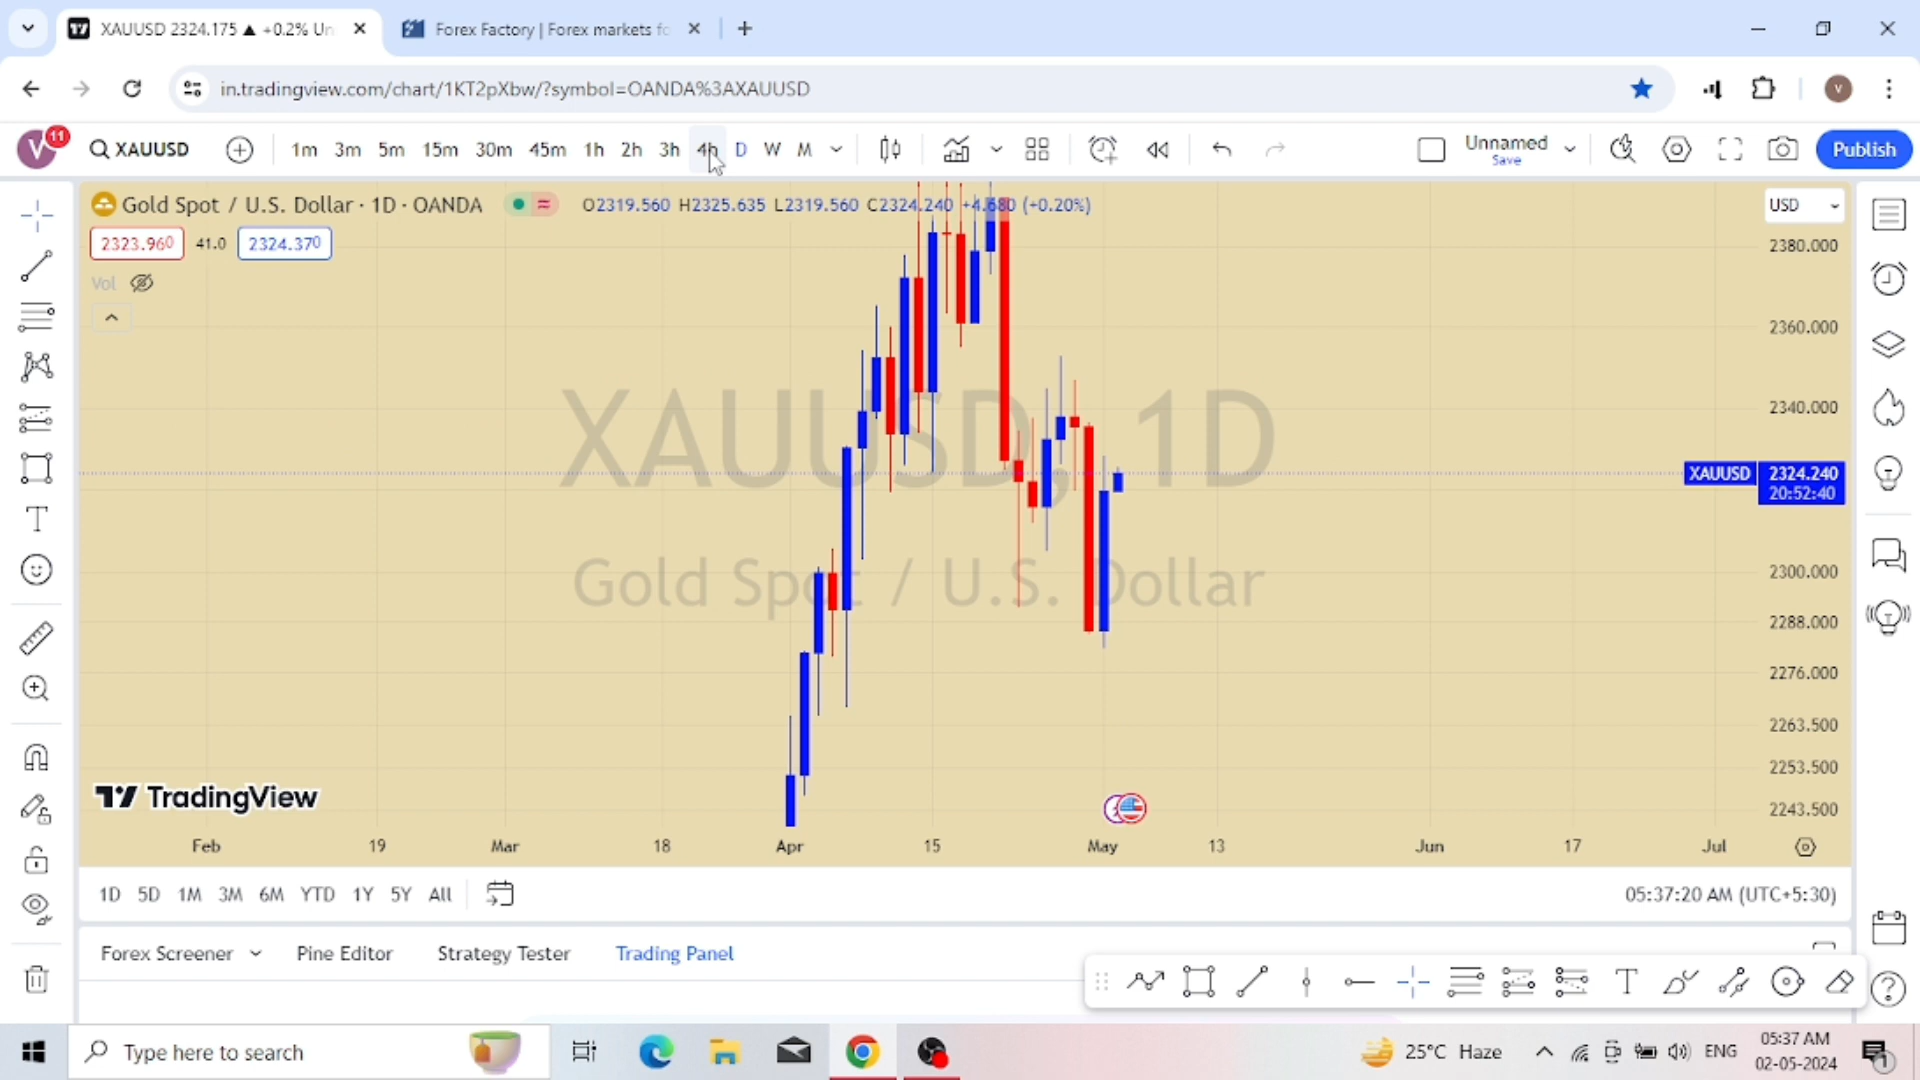 XAUUSD 2324.175 ▲ +0.2% Un
Forex Factory | Forex markets fo
in.tradingview.com/chart/1KT2pXbw/?symbol=OANDA%3AXAUUSD
V
V 11 XAUUSD 1m 3m 5m 15m 30m 45m 1h 2h 3h 4h D W M Unnamed Save Publish
Gold Spot / U.S. Dollar · 1D · OANDA O2319.560 H2325.635 L2319.560 C2324.240 +4.680 (+0.20%) USD
2323.960 41.0 2324.370
Vol
2380.000
2360.000
2340.000
XAUUSD, 1D
XAUUSD 2324.240
20:52:40
Gold Spot / U.S. Dollar
2300.000
2288.000
2276.000
2263.500
2253.500
2243.500
TradingView
Feb 19 Mar 18 Apr 15 May 13 Jun 17 Jul
1D 5D 1M 3M 6M YTD 1Y 5Y All 05:37:20 AM (UTC+5:30)
Forex Screener Pine Editor Strategy Tester Trading Panel
T
Type here to search 25°C Haze ENG 05:37 AM
02-05-2024 1